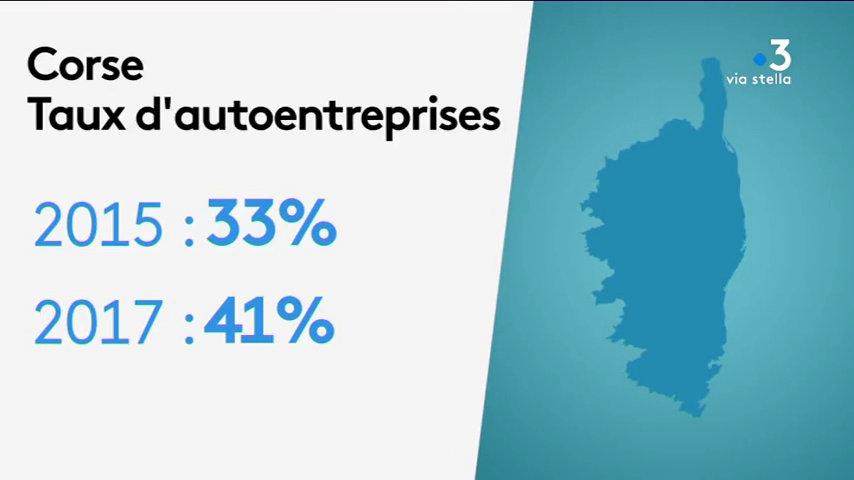 Corse
Taux d'autoentreprises
2015 : 33%
2017 : 41%
3
via stella